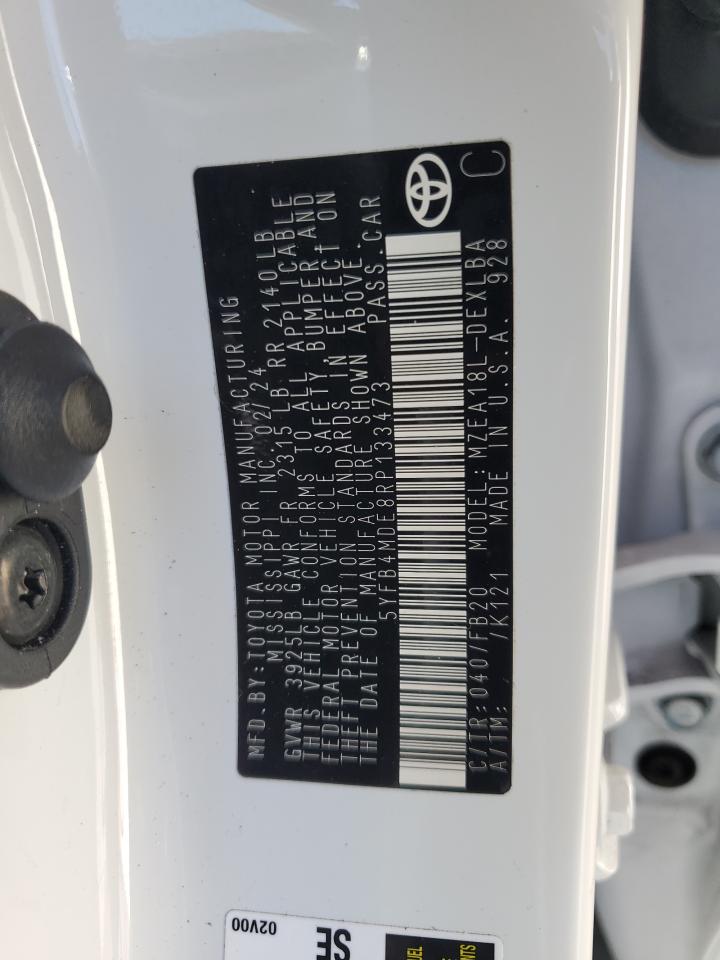 MFD.BY:TOYOTA MOTOR MANUFACTURING
MISSISSIPPI INC.02/24
GVWR 3925LB GAWR FR 2315 LB RR 2140 LB
THIS VEHICLE CONFORMS TO ALL APPLICABLE
FEDERAL MOTOR VEHICLE SAFETY,BUMPER,AND
THEFT PREVENTION STANDARDS IN EFFECT ON
THE DATE OF MANUFACTURE SHOWN ABOVE.
5YFB4MDE8RP133473 PASS.CAR
C/TR:0407/FB20 MODEL:MZEA18L-DEXLBA
A/TM: /K121 MADE IN U.S.A. 928
C
02V00
SE